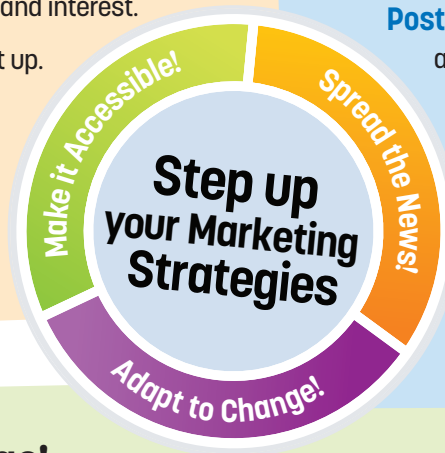 and interest.
Post
t up.
a
Make it Accessible!
Spread the News!
Step up
your Marketing
Strategies
Adapt to Change!